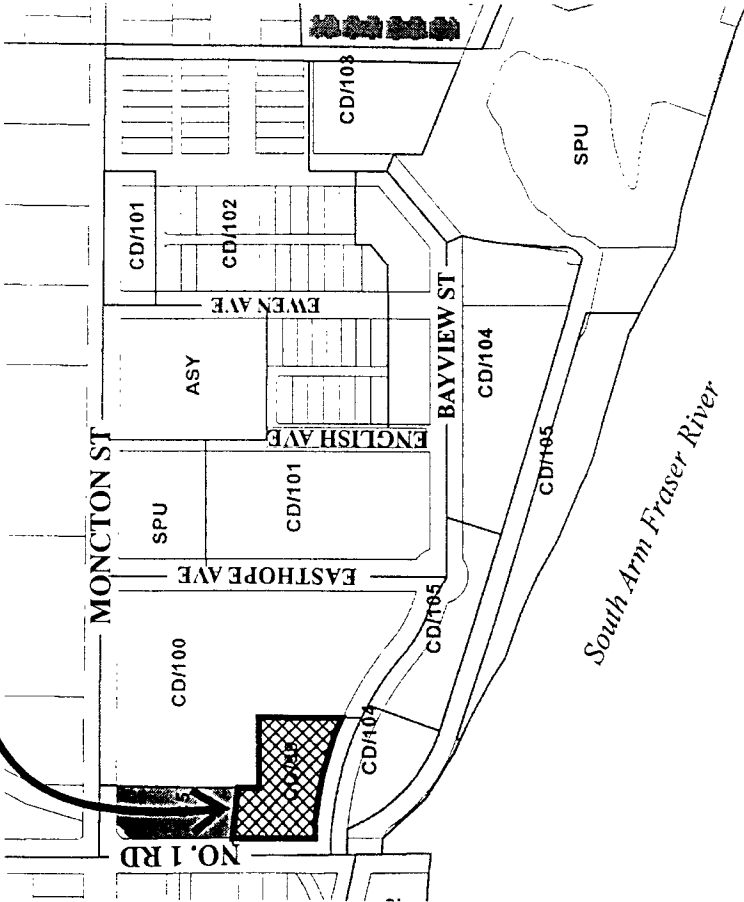 CD/103
SPU
CD/101
CD/102
EWEN AVE
BAYVIEW ST
ASY
CD/104
MONCTON ST
ENGLISH AVE
CD/105
SPU
CD/101
South Arm Fraser River
EASTHOPE AVE
CD/105
CD/100
CD/104
5
NO. 1 RD